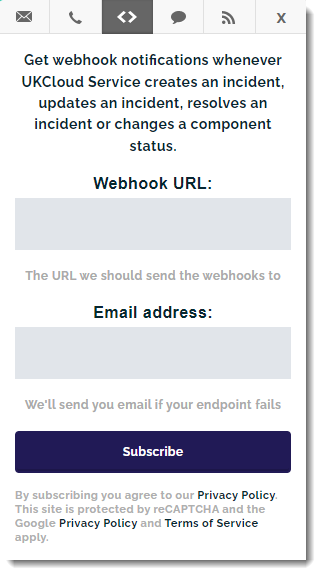 X
Get webhook notifications whenever
UKCloud Service creates an incident,
updates an incident, resolves an
incident or changes a component
status.
Webhook URL:
The URL we should send the webhooks to
Email address:
We'll send you email if your endpoint fails
Subscribe
By subscribing you agree to our Privacy Policy.
This site is protected by reCAPTCHA and the
Google Privacy Policy and Terms of Service
apply.